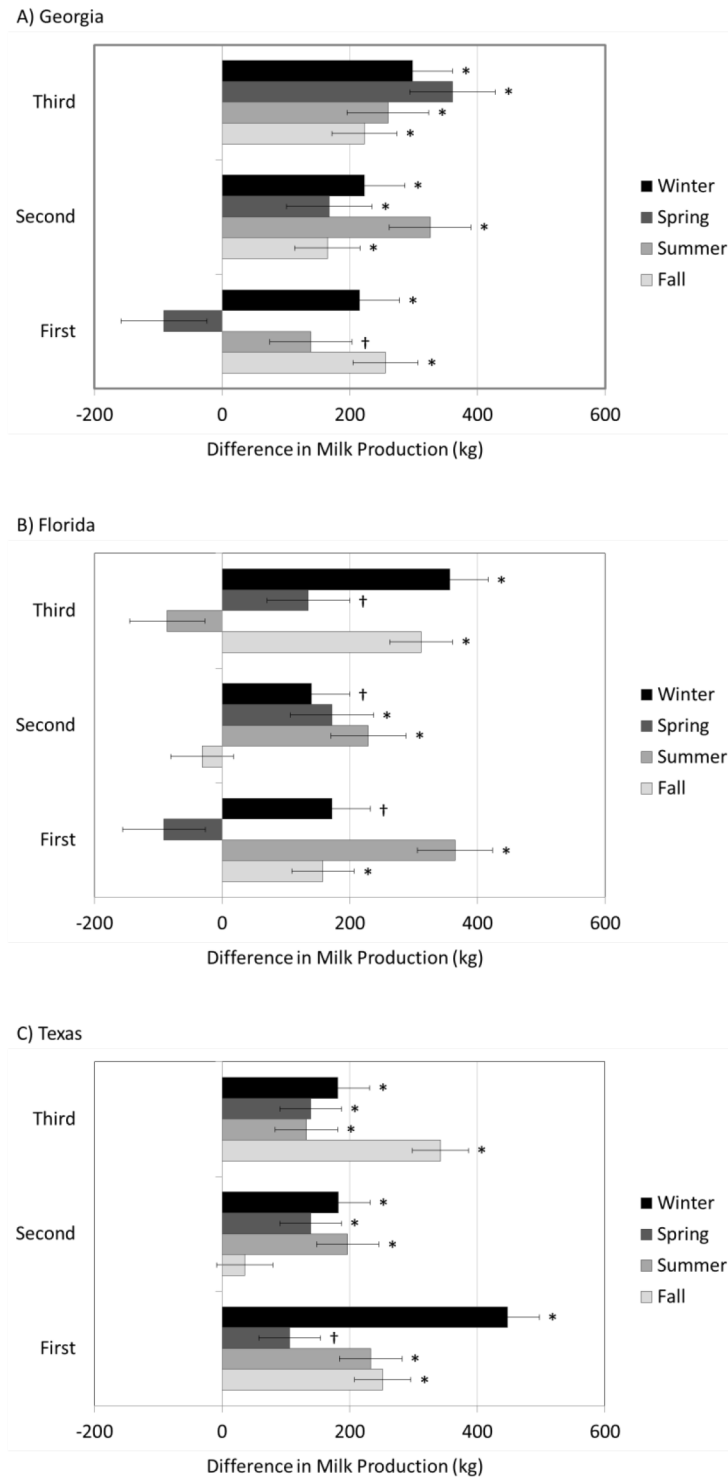 A) Georgia
Third *
*
*
*
Second *
*
*
*
First *
†
*
Winter
Spring
Summer
Fall
-200 0 200 400 600
Difference in Milk Production (kg)
B) Florida
Third *
†
*
Second †
*
*
First †
*
*
Winter
Spring
Summer
Fall
-200 0 200 400 600
Difference in Milk Production (kg)
C) Texas
Third *
*
*
*
Second *
*
*
First *
†
*
*
Winter
Spring
Summer
Fall
-200 0 200 400 600
Difference in Milk Production (kg)